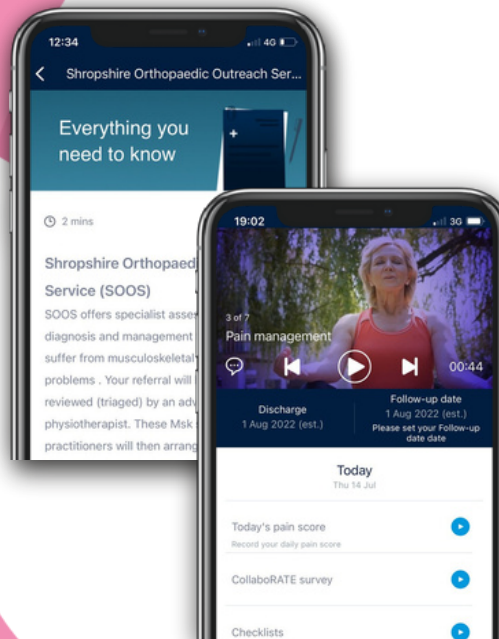 12:34
4G
Shropshire Orthopaedic Outreach Ser...
Everything you
need to know
2 mins
Shropshire Orthopaed
Service (SOOS)
SOOS offers specialist asse
diagnosis and management
suffer from musculoskeletal
problems . Your referral will
reviewed (triaged) by an adv
physiotherapist. These Msk
practitioners will then arrang
19:02
3G
3 of 7
Pain management
00:44
Discharge
1 Aug 2022 (est.)
Follow-up date
1 Aug 2022 (est.)
Please set your Follow-up
date date
Today
Thu 14 Jul
Today's pain score
Record your daily pain score
CollaboRATE survey
Checklists